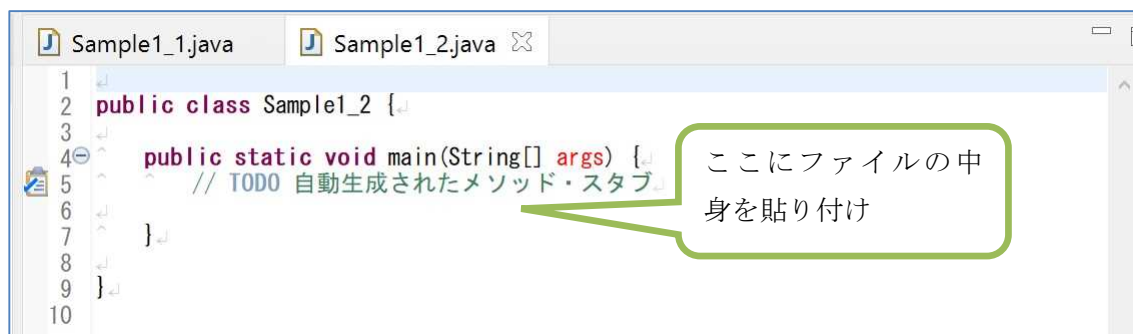 Sample1_1.java Sample1_2.java
1
2 public class Sample1_2 {
3
4 public static void main(String[] args) {
5 // TODO 自動生成されたメソッド・スタブ
6
7 }
8
9 }
10
ここにファイルの中
身を貼り付け